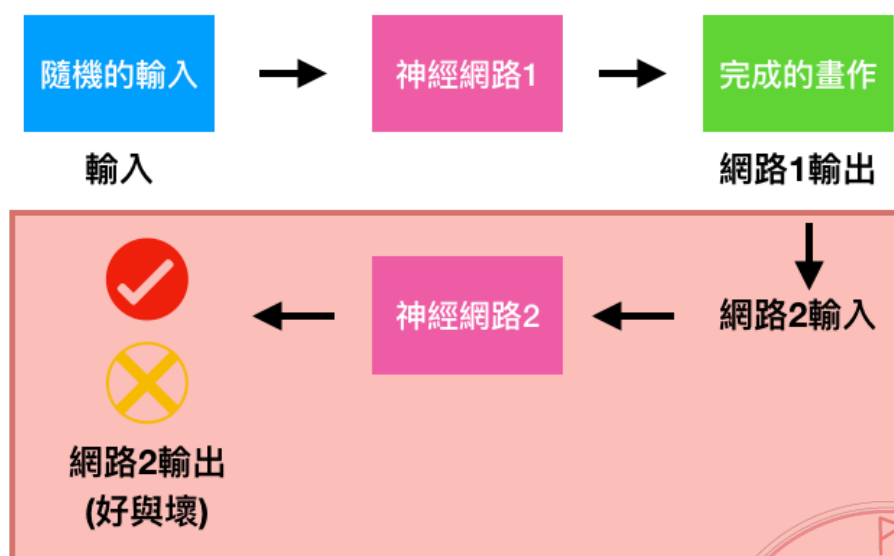 隨機的輸入
神經網路1
完成的畫作
輸入
網路1輸出
神經網路2
網路2輸入
網路2輸出
(好與壞)